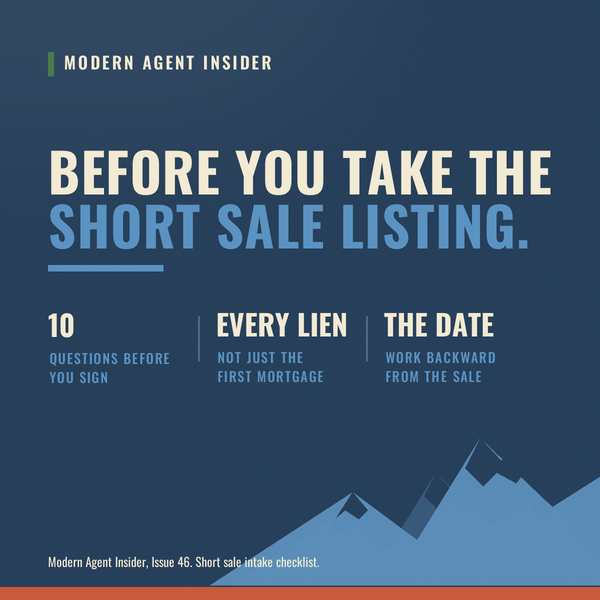 MODERN AGENT INSIDER
BEFORE YOU TAKE THE
SHORT SALE LISTING.
10
QUESTIONS BEFORE
YOU SIGN
EVERY LIEN
NOT JUST THE
FIRST MORTGAGE
THE DATE
WORK BACKWARD
FROM THE SALE
Modern Agent Insider, Issue 46. Short sale intake checklist.